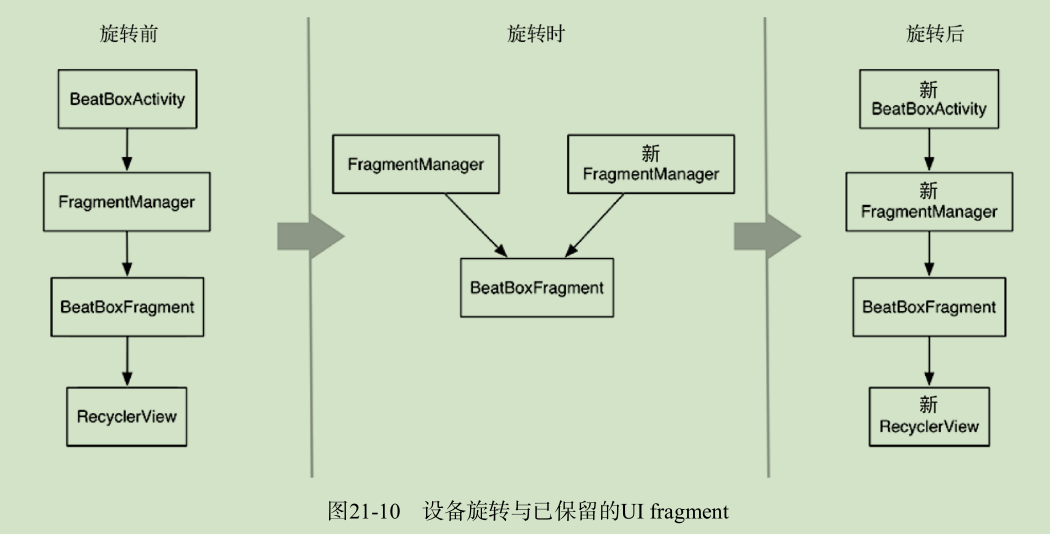 旋转前
旋转时
旋转后
BeatBoxActivity
FragmentManager
BeatBoxFragment
RecyclerView
FragmentManager
新
FragmentManager
BeatBoxFragment
新
BeatBoxActivity
新
FragmentManager
BeatBoxFragment
新
RecyclerView
图21-10 设备旋转与已保留的UI fragment